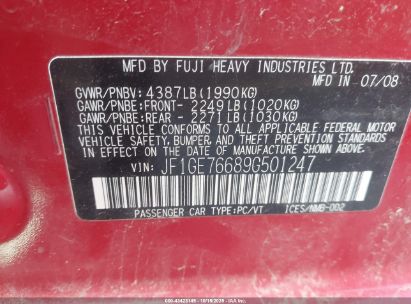 MFD BY FUJI HEAVY INDUSTRIES LTD.
MFD IN 07/08
GVWR/PNBV: 4387LB(1990KG)
GAWR/PNBE:FRONT- 2249LB(1020KG)
GAWR/PNBE:REAR - 2271LB(1030KG)
THIS VEHICLE CONFORMS TO ALL APPLICABLE FEDERAL MOTOR
VEHICLE SAFETY, BUMPER, AND THEFT PREVENTION STANDARDS
IN EFFECT ON THE DATE OF MANUFACTURE SHOWN ABOVE.
VIN: JF1GE76689G501247
PASSENGER CAR TYPE:PC/VT ICES/NMB-002